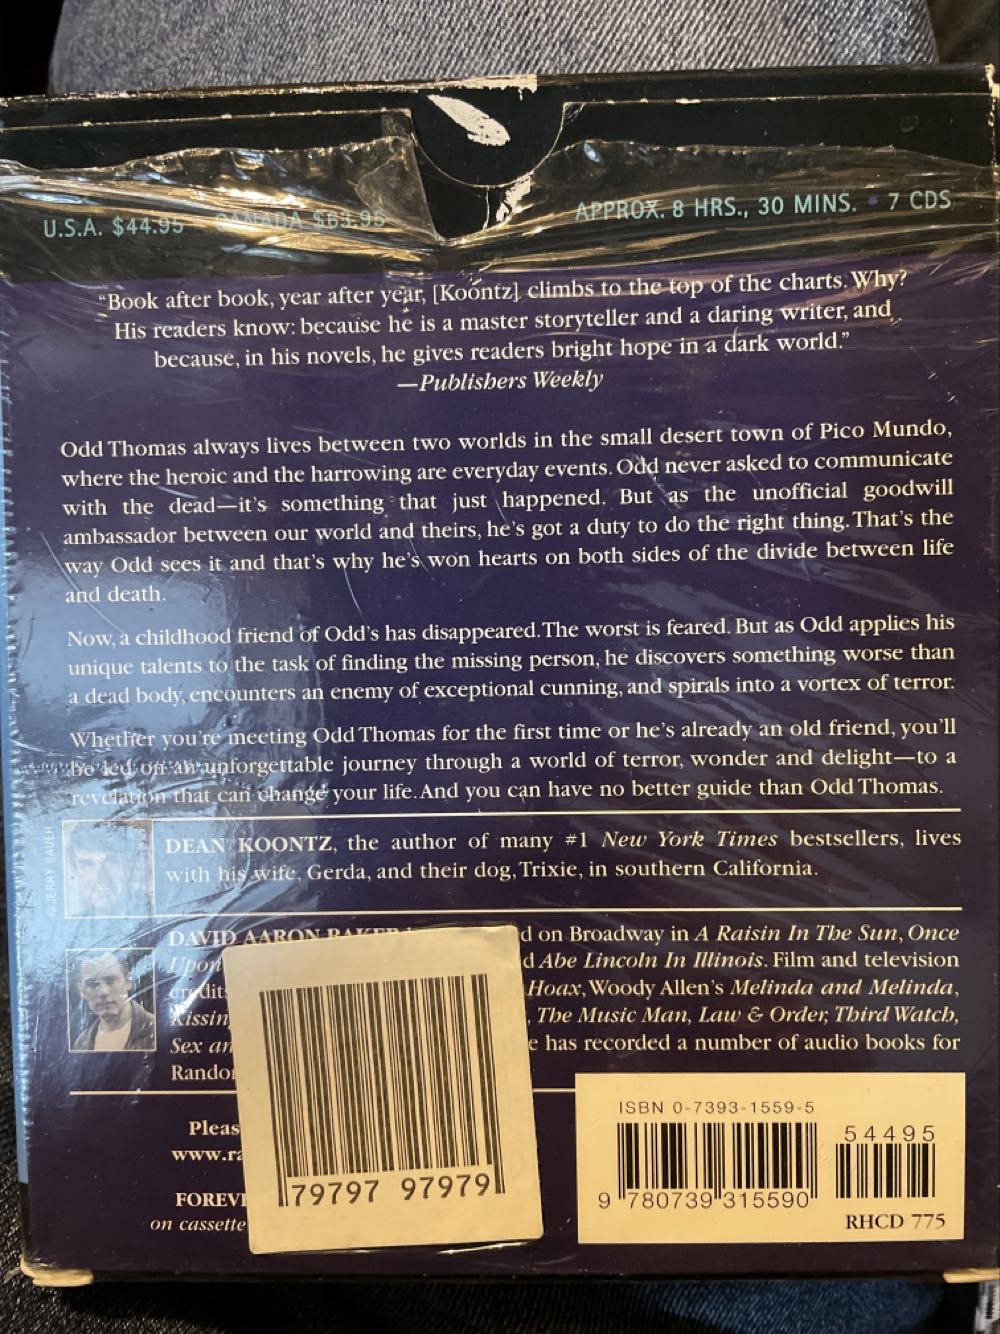 U.S.A. $44.95 CANADA $63.95
APPROX. 8 HRS., 30 MINS. • 7 CDS
“Book after book, year after year, [Koontz] climbs to the top of the charts. Why?
His readers know: because he is a master storyteller and a daring writer, and
because, in his novels, he gives readers bright hope in a dark world.”
—Publishers Weekly
Odd Thomas always lives between two worlds in the small desert town of Pico Mundo,
where the heroic and the harrowing are everyday events. Odd never asked to communicate
with the dead—it's something that just happened. But as the unofficial goodwill
ambassador between our world and theirs, he's got a duty to do the right thing. That's the
way Odd sees it and that's why he's won hearts on both sides of the divide between life
and death.
Now, a childhood friend of Odd's has disappeared. The worst is feared. But as Odd applies his
unique talents to the task of finding the missing person, he discovers something worse than
a dead body, encounters an enemy of exceptional cunning, and spirals into a vortex of terror.
Whether you're meeting Odd Thomas for the first time or he's already an old friend, you'll
be led on an unforgettable journey through a world of terror, wonder and delight—to a
revelation that can change your life. And you can have no better guide than Odd Thomas.
©JERRY BAUER
DEAN KOONTZ, the author of many #1 New York Times bestsellers, lives
with his wife, Gerda, and their dog, Trixie, in southern California.
DAVID AARON BAKER d on Broadway in A Raisin In The Sun, Once
Upon d Abe Lincoln In Illinois. Film and television
credits Hoax, Woody Allen's Melinda and Melinda,
Kissin , The Music Man, Law & Order, Third Watch,
Sex an e has recorded a number of audio books for
Rando
Pleas
www.ra
FOREV
on cassette
79797 97979
ISBN 0-7393-1559-5
54495
9 780739 315590
RHCD 775